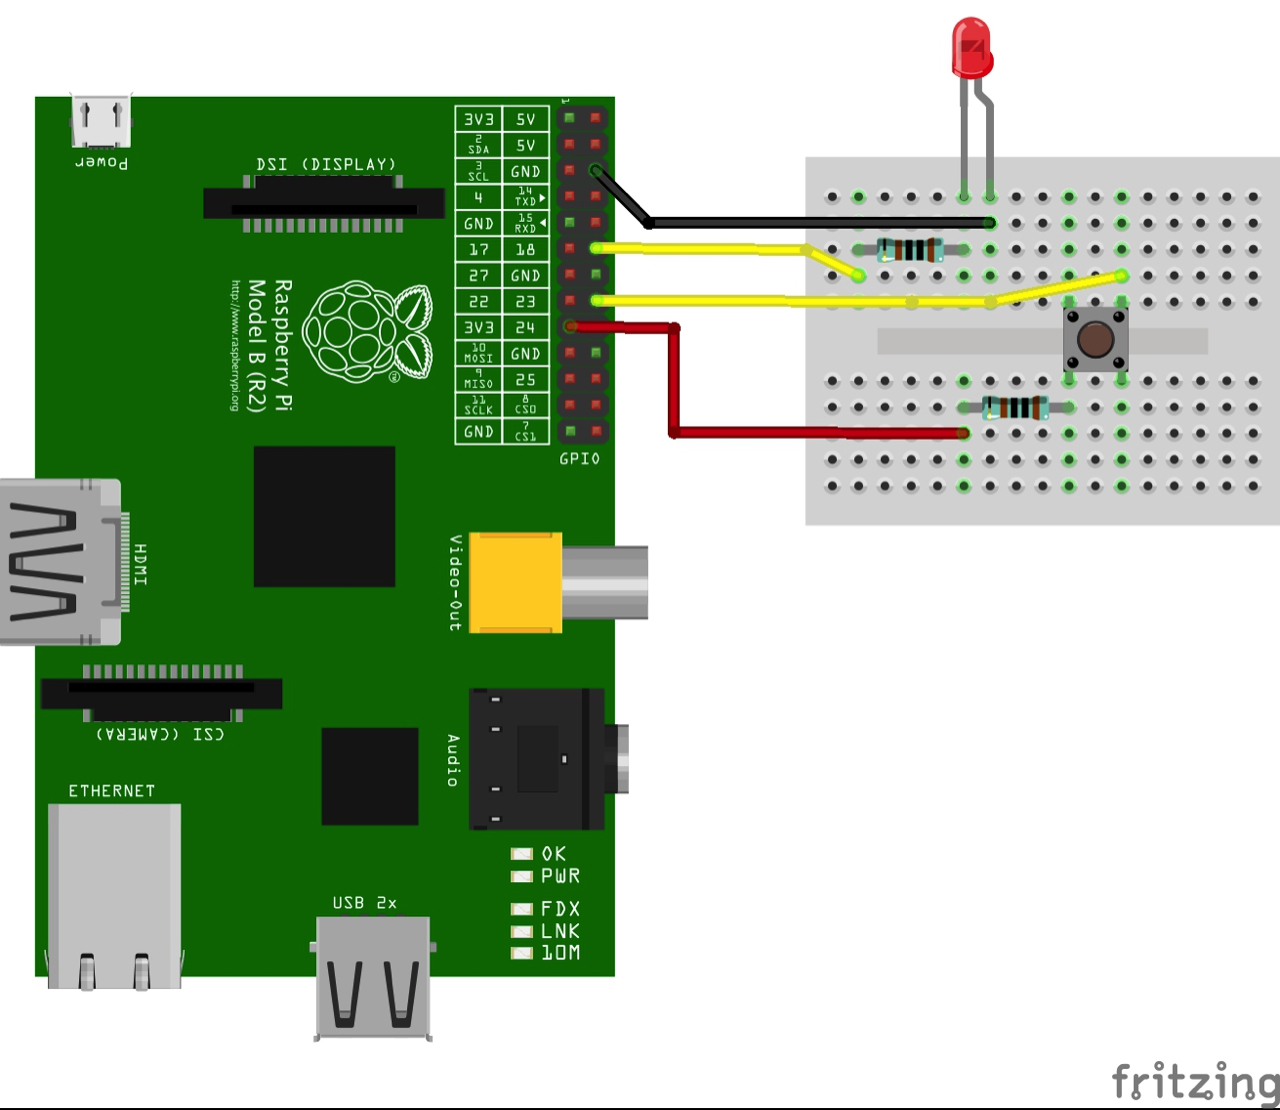 1
3V3 5V
2 SDA 5V
3 SCL GND
4 14 TXD
GND 15 RXD
17 18
27 GND
22 23
3V3 24
10 MOSI GND
9 MISO 25
11 SCLK 8 CS0
GND 7 CS1
GPIO
Power
DSI (DISPLAY)
Raspberry Pi
Model B (R2)
http://www.raspberrypi.org
TM
HDMI
Video-Out
CSI (CAMERA)
Audio
ETHERNET
OK
PWR
FDX
LNK
10M
USB 2x
fritzing